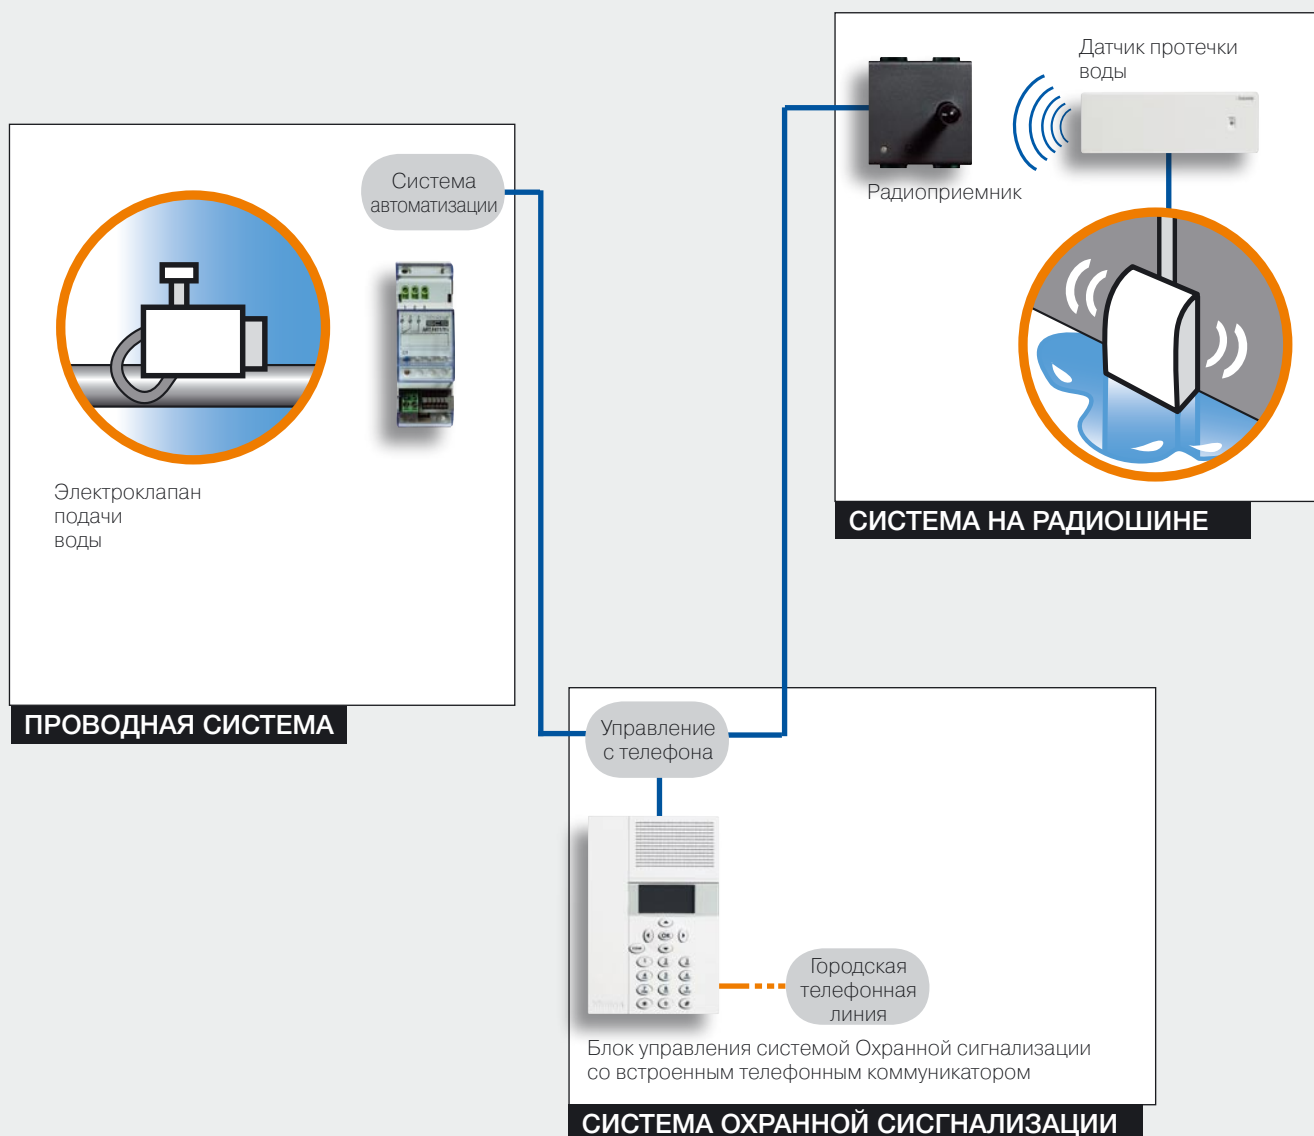 Датчик протечки
воды
Радиоприемник
СИСТЕМА НА РАДИОШИНЕ
Система
автоматизации
Электроклапан
подачи
воды
ПРОВОДНАЯ СИСТЕМА
Управление
с телефона
OK
Городская
телефонная
линия
Блок управления системой Охранной сигнализации
со встроенным телефонным коммуникатором
СИСТЕМА ОХРАННОЙ СИСГНАЛИЗАЦИИ